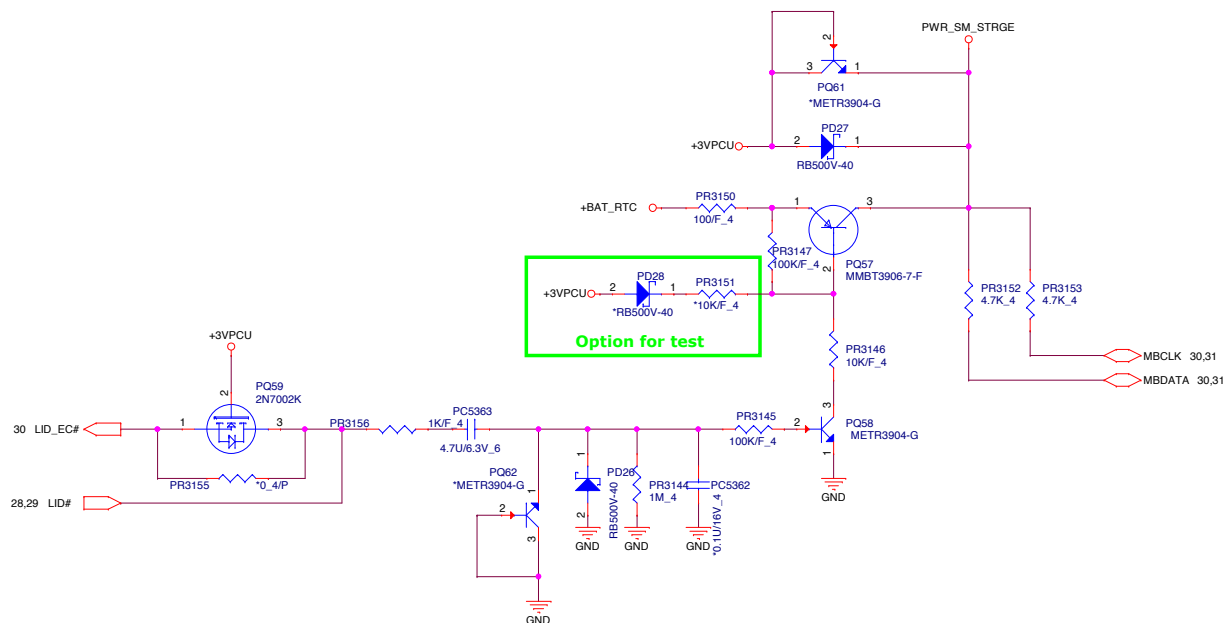 PWR_SM_STRGE
2
3
1
PQ61
*METR3904-G
PD27
+3VPCU
2
1
RB500V-40
PR3150
+BAT_RTC
100/F_4
1
3
PR3147
100K/F_4
PQ57
2
MMBT3906-7-F
PD28
PR3151
+3VPCU
2
1
*RB500V-40
*10K/F_4
Option for test
PR3152
4.7K_4
PR3153
4.7K_4
PR3146
10K/F_4
MBCLK 30,31
MBDATA 30,31
+3VPCU
PQ59
2N7002K
2
30 LID_EC#
1
3
PR3156
1K/F_4
PC5363
4.7U/6.3V_6
PR3155
*0_4/P
28,29 LID#
PQ62
*METR3904-G
1
2
3
GND
1
PD26
2
RB500V-40
GND
PR3144
1M_4
GND
PC5362
*0.1U/16V_4
GND
PR3145
100K/F_4
3
2
PQ58
METR3904-G
1
GND